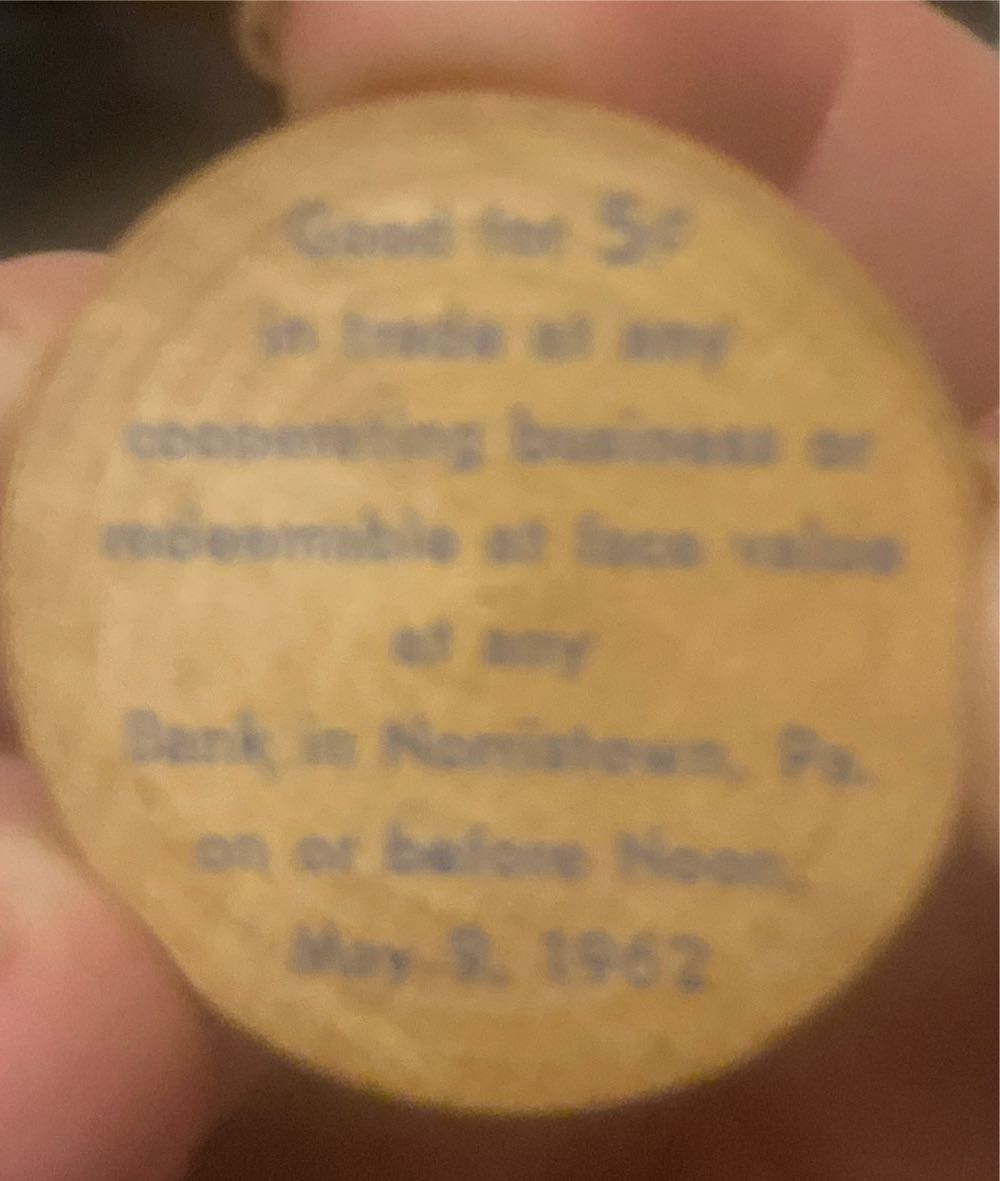 Good for 5¢
in trade at any
cooperating business or
redeemable at face value
at any
Bank in Norristown, Pa.
on or before Noon,
May 9, 1962